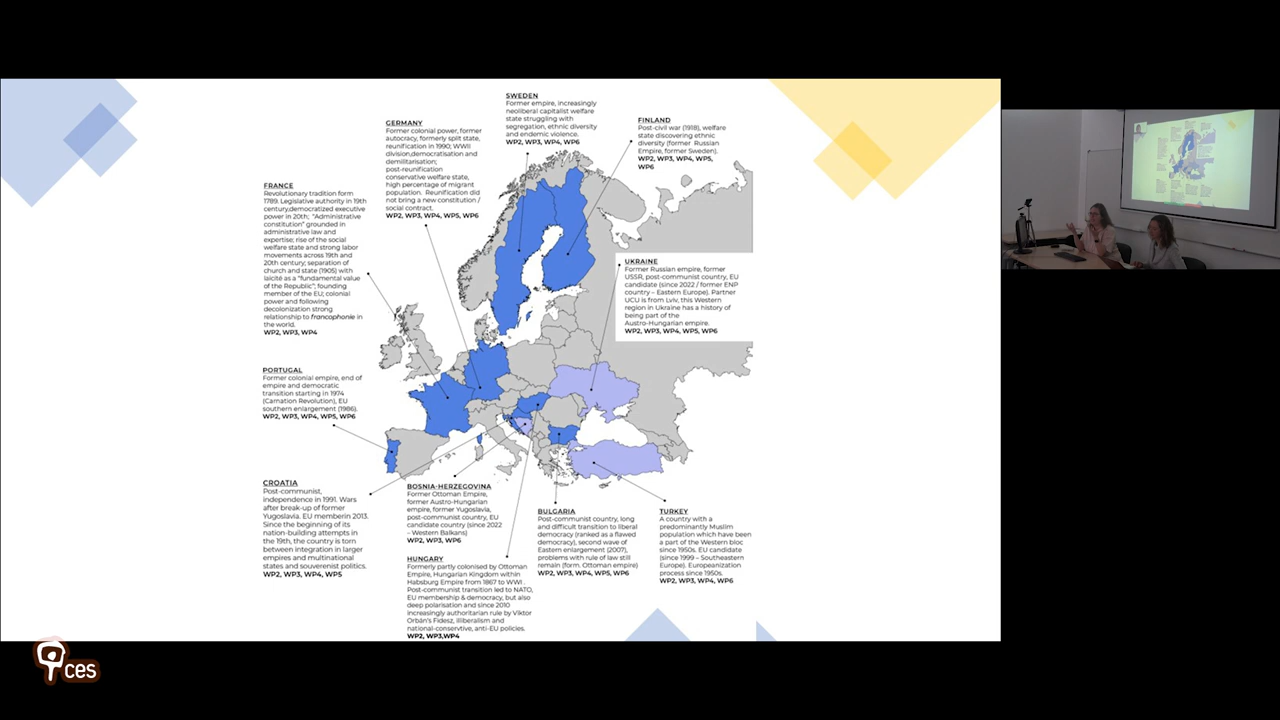 SWEDEN
Former empire, increasingly
neoliberal capitalist welfare
state struggling with
segregation, ethnic diversity
and endemic violence.
WP2, WP3, WP4, WP6
FINLAND
Post-civil war (1918), welfare
state discovering ethnic
diversity (former Russian
Empire, former Sweden).
WP2, WP3, WP4, WP5,
WP6
GERMANY
Former colonial power, former
autocracy, formerly split state,
reunification in 1990; WWII
division,democratisation and
demilitarisation;
post-reunification
conservative welfare state,
high percentage of migrant
population. Reunification did
not bring a new constitution /
social contract.
WP2, WP3, WP4, WP5, WP6
FRANCE
Revolutionary tradition form
1789. Legislative authority in 19th
century,democratized executive
power in 20th; "Administrative
constitution" grounded in
administrative law and
expertise; rise of the social
welfare state and strong labor
movements across 19th and
20th century; separation of
church and state (1905) with
laïcité as a "fundamental value
of the Republic"; founding
member of the EU; colonial
power and following
decolonization strong
relationship to francophonie in
the world.
WP2, WP3, WP4
UKRAINE
Former Russian empire, former
USSR, post-communist country, EU
candidate (since 2022 / former ENP
country – Eastern Europe). Partner
UCU is from Lviv, this Western
region in Ukraine has a history of
being part of the
Austro-Hungarian empire.
WP2, WP3, WP4, WP5, WP6
PORTUGAL
Former colonial empire, end of
empire and democratic
transition starting in 1974
(Carnation Revolution), EU
southern enlargement (1986).
WP2, WP3, WP4, WP5, WP6
CROATIA
Post-communist,
independence in 1991. Wars
after break-up of former
Yugoslavia. EU memberin 2013.
Since the beginning of its
nation-building attempts in
the 19th, the country is torn
between integration in larger
empires and multinational
states and souverenist politics.
WP2, WP3, WP4, WP5
BOSNIA-HERZEGOVINA
Former Ottoman Empire,
former Austro-Hungarian
empire, former Yugoslavia,
post-communist country, EU
candidate country (since 2022
– Western Balkans)
WP2, WP3, WP6
HUNGARY
Formerly partly colonised by Ottoman
Empire, Hungarian Kingdom within
Habsburg Empire from 1867 to WWI .
Post-communist transition led to NATO,
EU membership & democracy, but also
deep polarisation and since 2010
increasingly authoritarian rule by Viktor
Orbán's Fidesz, illiberalism and
national-conservtive, anti-EU policies.
WP2, WP3,WP4
BULGARIA
Post-communist country, long
and difficult transition to liberal
democracy (ranked as a flawed
democracy), second wave of
Eastern enlargement (2007),
problems with rule of law still
remain (form. Ottoman empire)
WP2, WP3, WP4, WP5, WP6
TURKEY
A country with a
predominantly Muslim
population which have been
a part of the Western bloc
since 1950s. EU candidate
(since 1999 – Southeastern
Europe). Europeanization
process since 1950s.
WP2, WP3, WP4, WP6
ces